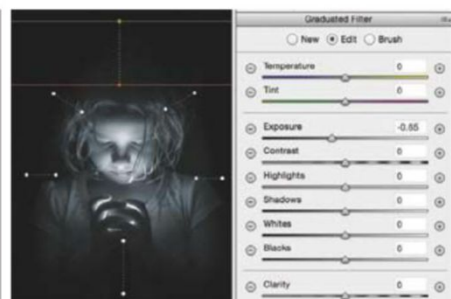 Gradusted Filter
New Edit Brush
Temperature 0
Tint 0
Exposure -0.65
Contrast 0
Highlights 0
Shadows 0
Whites 0
Blacks 0
Clarity 0